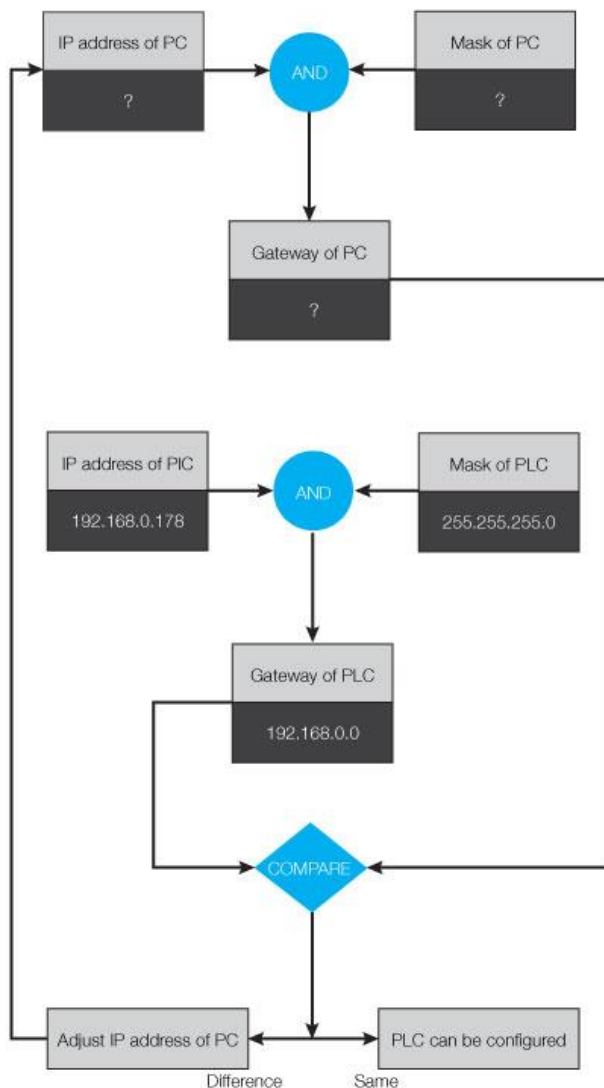 IP address of PC
AND
Mask of PC
?
?
Gateway of PC
?
IP address of PIC
AND
Mask of PLC
192.168.0.178
255.255.255.0
Gateway of PLC
192.168.0.0
COMPARE
Adjust IP address of PC
PLC can be configured
Difference
Same